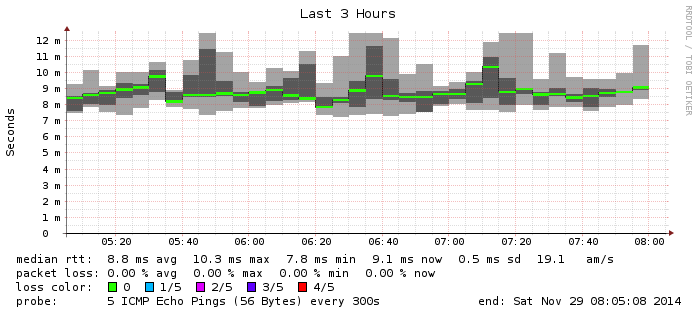 Last 3 Hours
RRDTOOL / TOBI OETIKER
Seconds
12 m
11 m
10 m
9 m
8 m
7 m
6 m
5 m
4 m
3 m
2 m
1 m
0
05:20 05:40 06:00 06:20 06:40 07:00 07:20 07:40 08:00
median rtt: 8.8 ms avg 10.3 ms max 7.8 ms min 9.1 ms now 0.5 ms sd 19.1 am/s
packet loss: 0.00 % avg 0.00 % max 0.00 % min 0.00 % now
loss color: 0 1/5 2/5 3/5 4/5
probe: 5 ICMP Echo Pings (56 Bytes) every 300s end: Sat Nov 29 08:05:08 2014